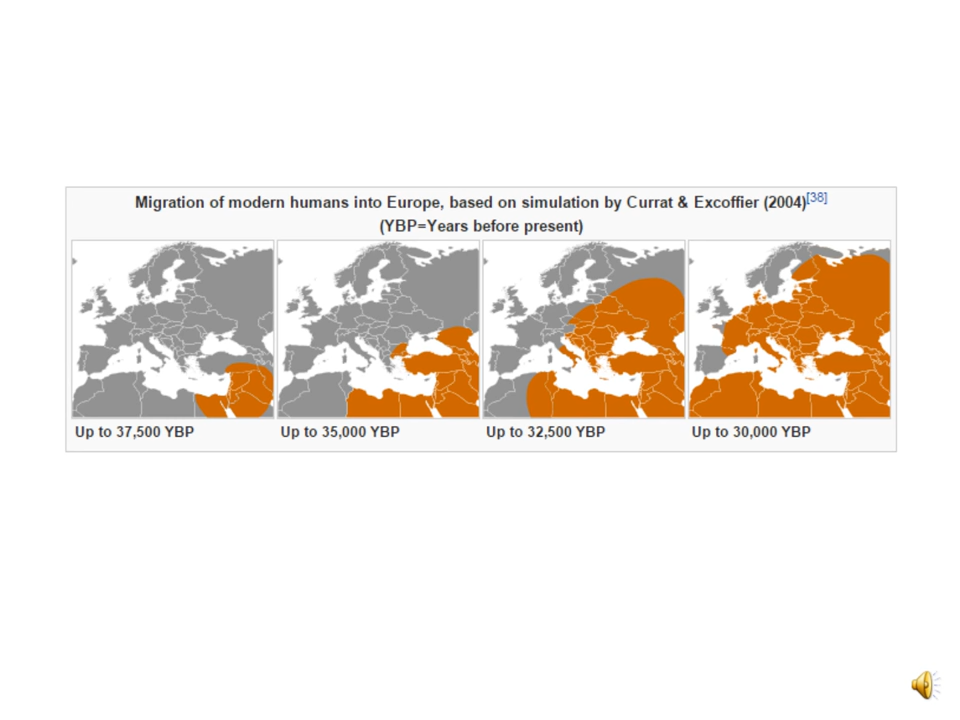 Migration of modern humans into Europe, based on simulation by Currat & Excoffier (2004)[38]
(YBP=Years before present)
Up to 37,500 YBP
Up to 35,000 YBP
Up to 32,500 YBP
Up to 30,000 YBP